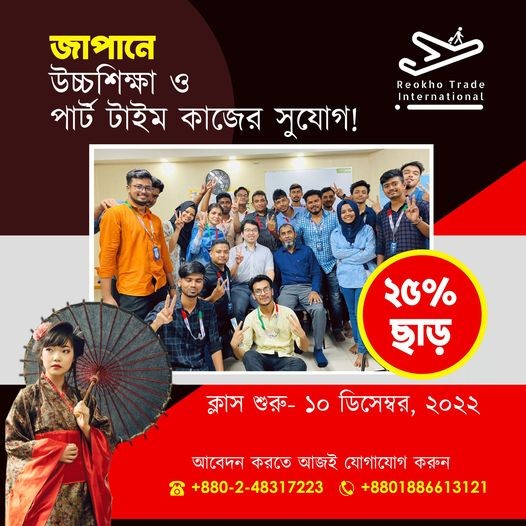 জাপানে
উচ্চশিক্ষা ও
পার্ট টাইম কাজের সুযোগ!
Reokho Trade
International
২৫%
ছাড়
ক্লাস শুরু- ১০ ডিসেম্বর, ২০২২
আবেদন করতে আজই যোগাযোগ করুন
+880-2-48317223 +8801886613121